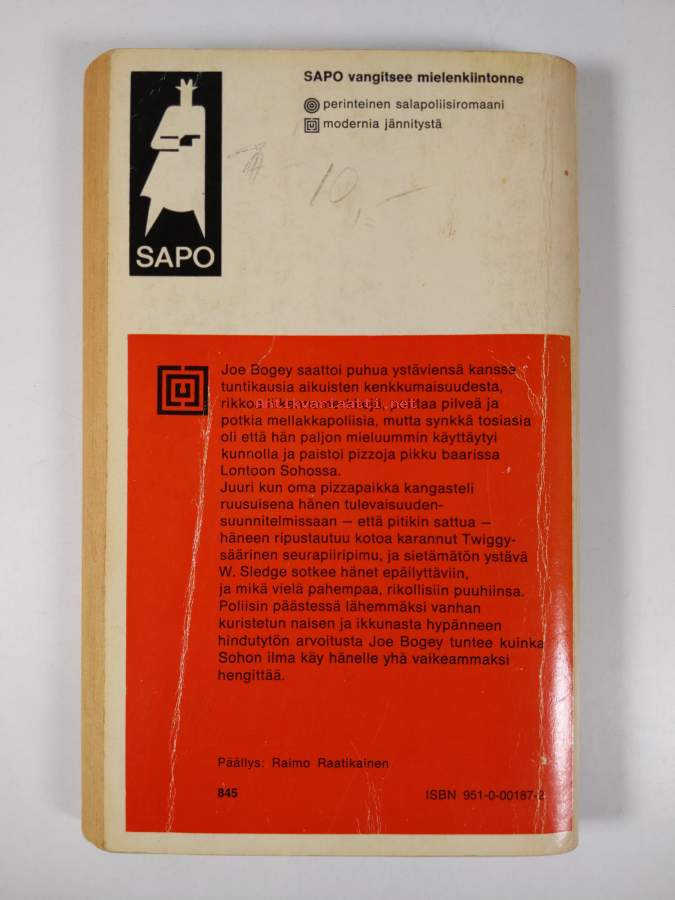 SAPO vangitsee mielenkiintonne
perinteinen salapoliisiromaani
modernia jännitystä
10,-
SAPO
Joe Bogey saattoi puhua ystäviensä kanssa
tuntikausia aikuisten kenkkumaisuudesta,
rikkoa
Antikvariaatti.net
pilveä ja
potkia mellakkapoliisia, mutta synkkä tosiasia
oli että hän paljon mieluummin käyttäytyi
kunnolla ja paistoi pizzoja pikku baarissa
Lontoon Sohossa.
Juuri kun oma pizzapaikka kangasteli
ruusuisena hänen tulevaisuuden-
suunnitelmissaan — että pitikin sattua —
häneen ripustautuu kotoa karannut Twiggy-
säärinen seurapiiripimu, ja sietämätön ystävä
W. Sledge sotkee hänet epäilyttäviin,
ja mikä vielä pahempaa, rikollisiin puuhiinsa.
Poliisin päästessä lähemmäksi vanhan
kuristetun naisen ja ikkunasta hypänneen
hindutytön arvoitusta Joe Bogey tuntee kuinka
Sohon ilma käy hänelle yhä vaikeammaksi
hengittää.
Päällys: Raimo Raatikainen
845
ISBN 951-0-00187-2